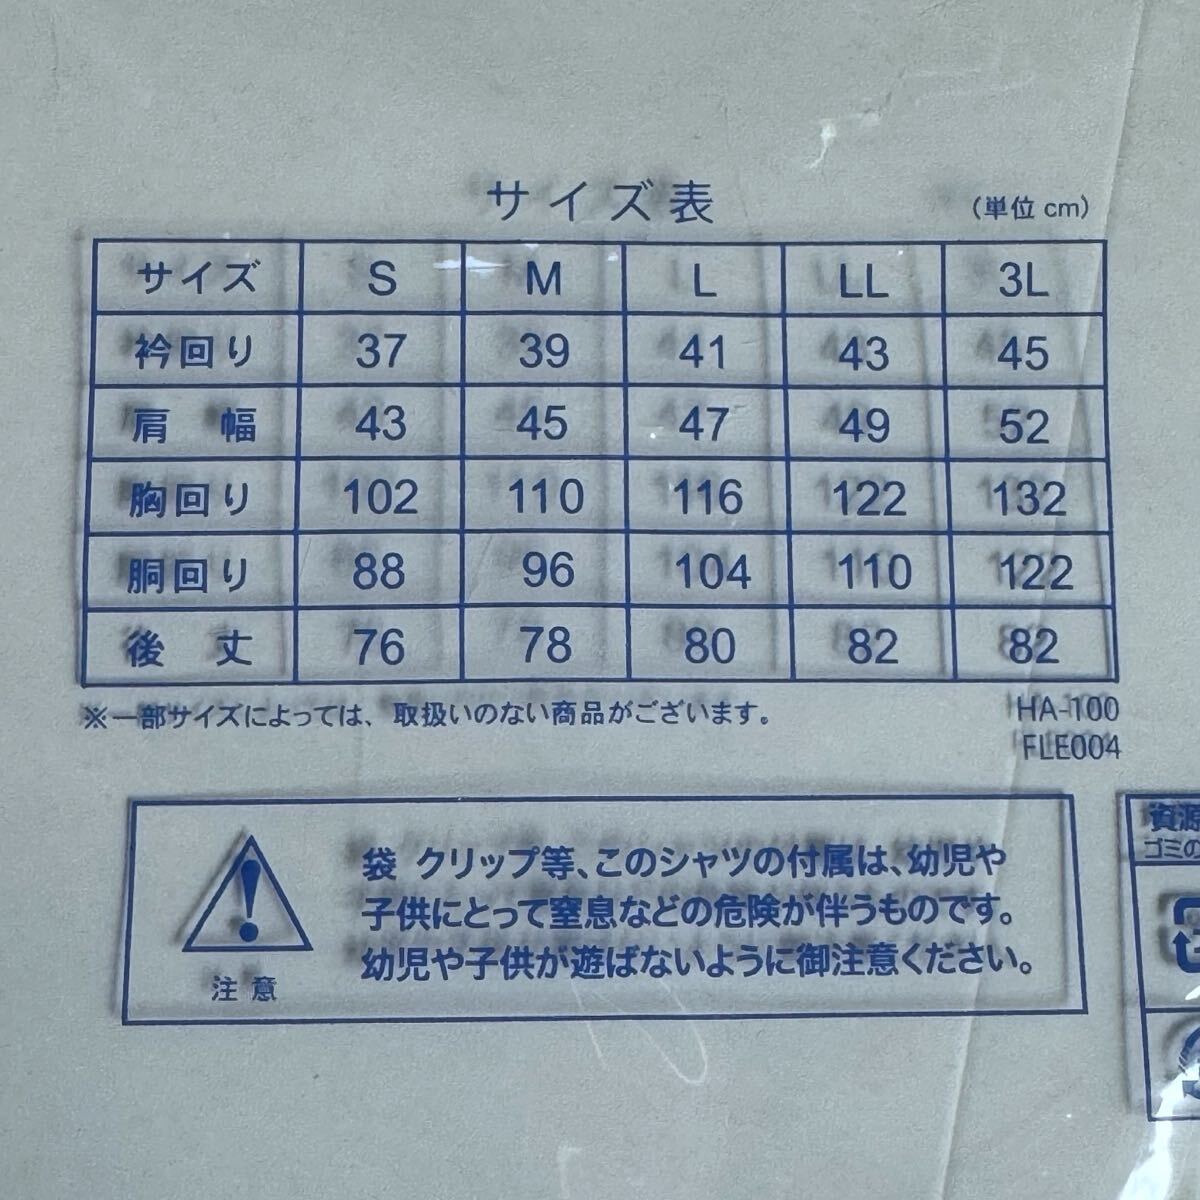 サイズ表
(単位 cm)
サイズ S M L LL 3L
衿回り 37 39 41 43 45
肩 幅 43 45 47 49 52
胸回り 102 110 116 122 132
胴回り 88 96 104 110 122
後 丈 76 78 80 82 82
※一部サイズによっては、取扱いのない商品がございます。
HA-100
FLE004
袋 クリップ等、このシャツの付属は、幼児や
子供にとって窒息などの危険が伴うものです。
幼児や子供が遊ばないように御注意ください。
注意
資源
ゴミの